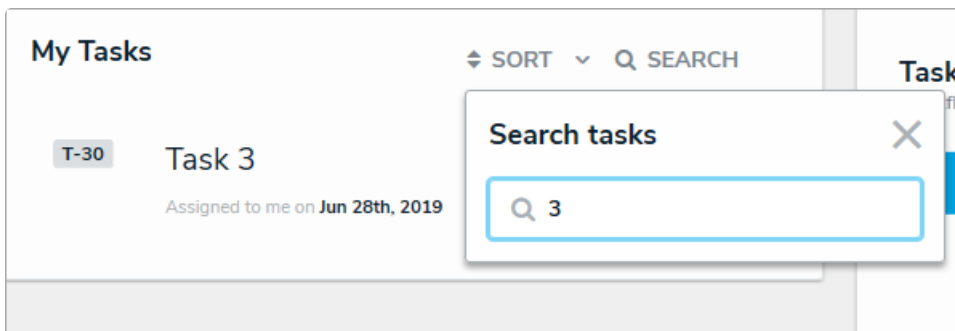 My Tasks
SORT
SEARCH
Task
Search tasks
3
T-30
Task 3
Assigned to me on Jun 28th, 2019